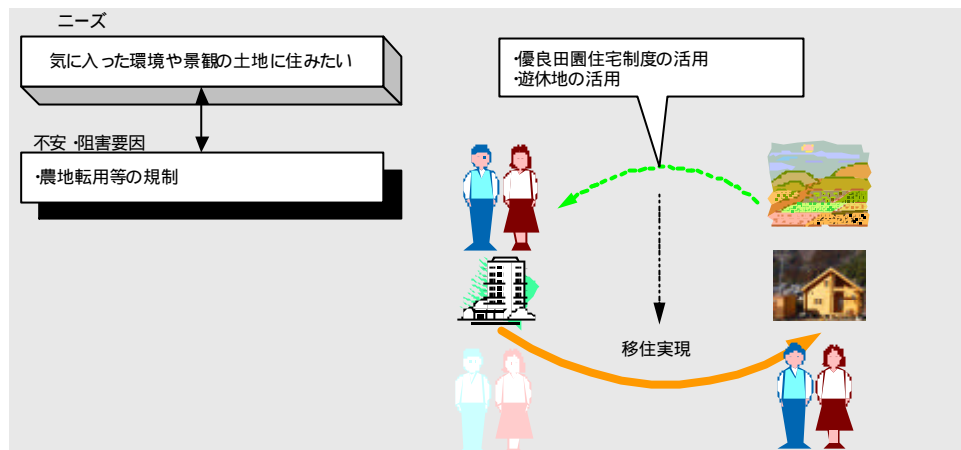 ニーズ
気に入った環境や景観の土地に住みたい
不安・阻害要因
・農地転用等の規制
・優良田園住宅制度の活用
・遊休地の活用
移住実現